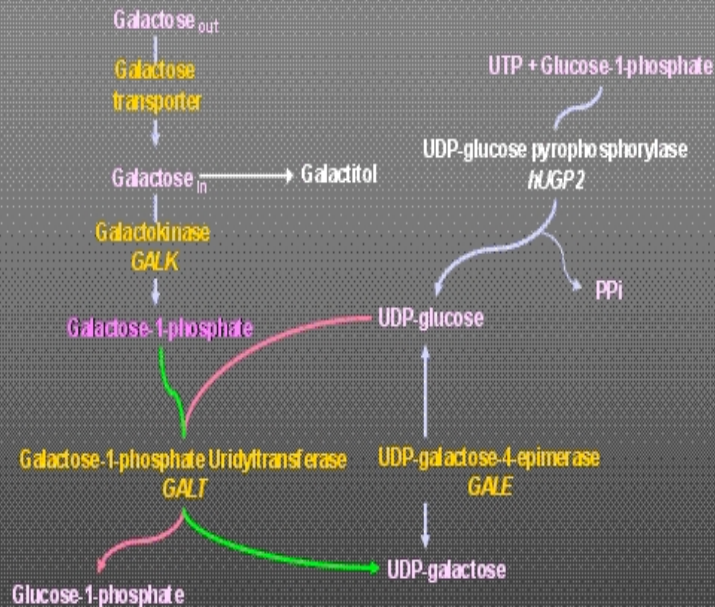 Galactose out
Galactose
transporter
Galactose in
Galactitol
Galactokinase
GALK
Galactose-1-phosphate
Galactose-1-phosphate Uridyltransferase
GALT
Glucose-1-phosphate
UTP + Glucose-1-phosphate
UDP-glucose pyrophosphorylase
hUGP2
PPi
UDP-glucose
UDP-galactose-4-epimerase
GALE
UDP-galactose